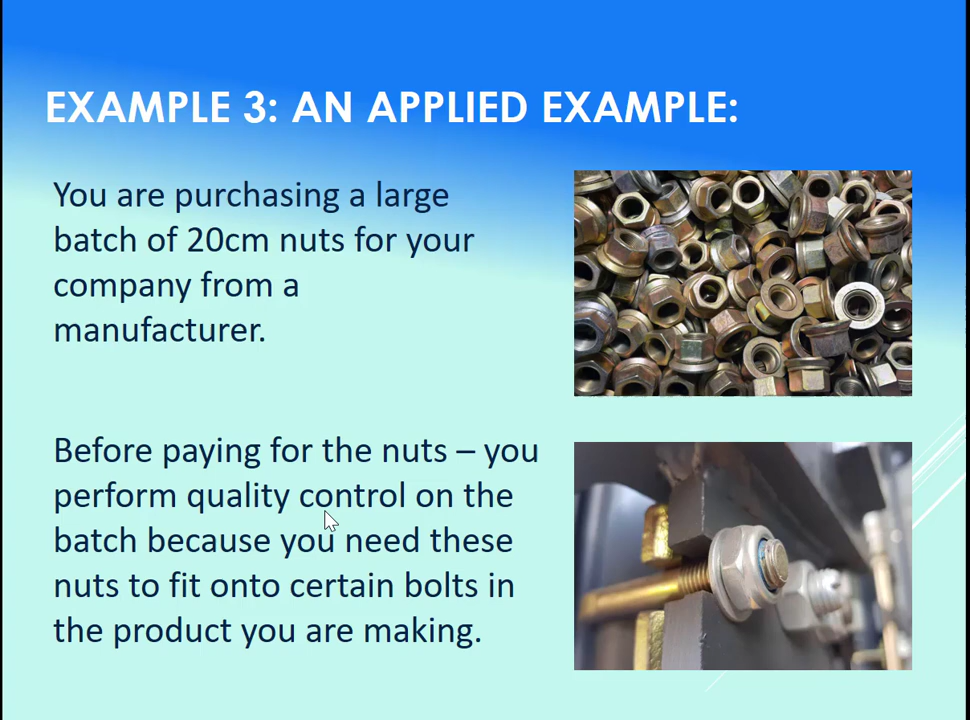 EXAMPLE 3: AN APPLIED EXAMPLE:
You are purchasing a large
batch of 20cm nuts for your
company from a
manufacturer.
Before paying for the nuts – you
perform quality control on the
batch because you need these
nuts to fit onto certain bolts in
the product you are making.